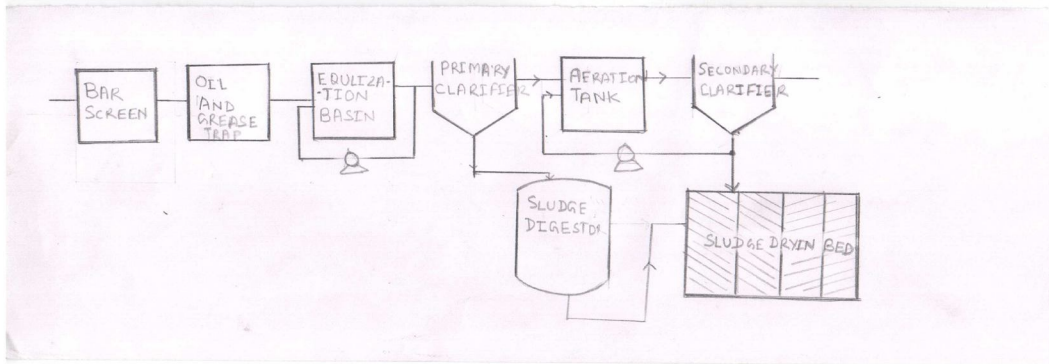 BAR
SCREEN
OIL
AND
GREASE
TRAP
EQULIZA-
-TION
BASIN
PRIMARY
CLARIFIER
AERATION
TANK
SECONDARY
CLARIFIER
SLUDGE
DIGESTOR
SLUDGE DRYIN BED